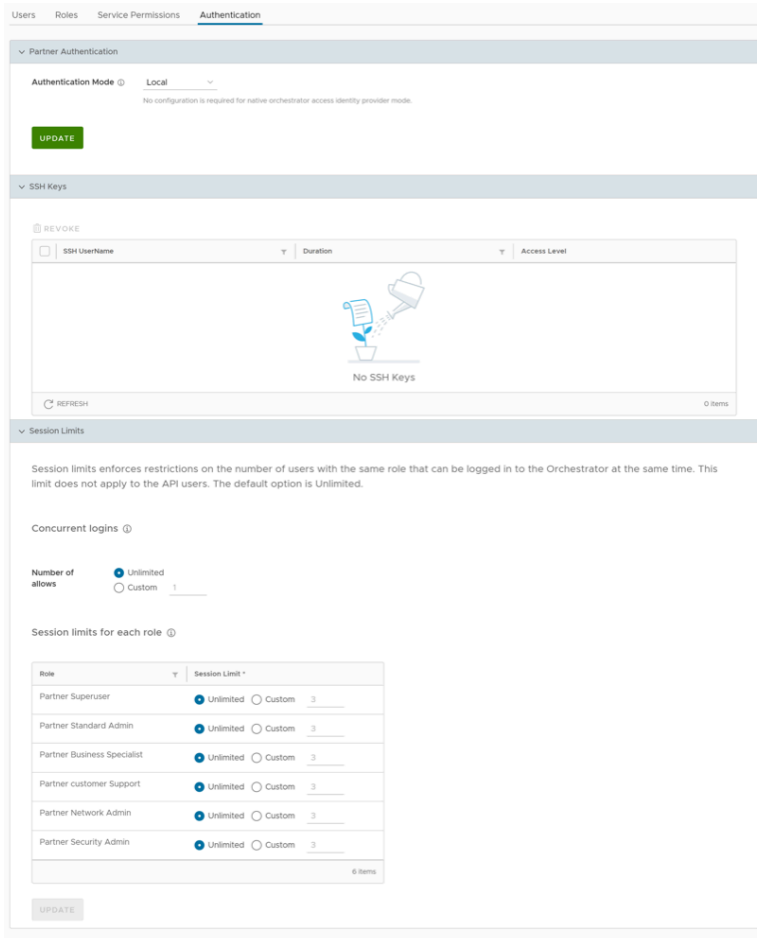 Users Roles Service Permissions Authentication
Partner Authentication
Authentication Mode Local
No configuration is required for native orchestrator access identity provider mode.
UPDATE
SSH Keys
REVOKE
SSH UserName Duration Access Level
No SSH Keys
REFRESH 0 items
Session Limits
Session limits enforces restrictions on the number of users with the same role that can be logged in to the Orchestrator at the same time. This
limit does not apply to the API users. The default option is Unlimited.
Concurrent logins
Number of Unlimited
allows Custom 1
Session limits for each role
Role Session Limit *
Partner Superuser Unlimited Custom 3
Partner Standard Admin Unlimited Custom 3
Partner Business Specialist Unlimited Custom 3
Partner customer Support Unlimited Custom 3
Partner Network Admin Unlimited Custom 3
Partner Security Admin Unlimited Custom 3
6 items
UPDATE